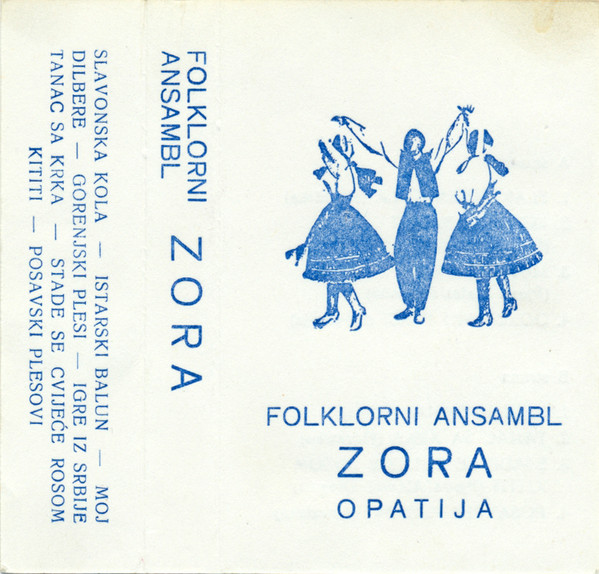 SLAVONSKA KOLA — ISTARSKI BALUN — MOJ
DILBERE — GORENJSKI PLESI — IGRE IZ SRBIJE
TANAC SA KRKA — STADE SE CVIJEĆE ROSOM
KITITI — POSAVSKI PLESOVI
FOLKLORNI
ANSAMBL
ZORA
FOLKLORNI ANSAMBL
ZORA
OPATIJA